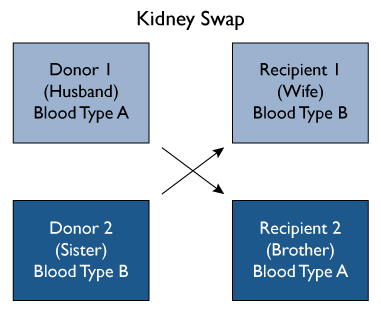 Kidney Swap
Donor 1
(Husband)
Blood Type A
Recipient 1
(Wife)
Blood Type B
Donor 2
(Sister)
Blood Type B
Recipient 2
(Brother)
Blood Type A